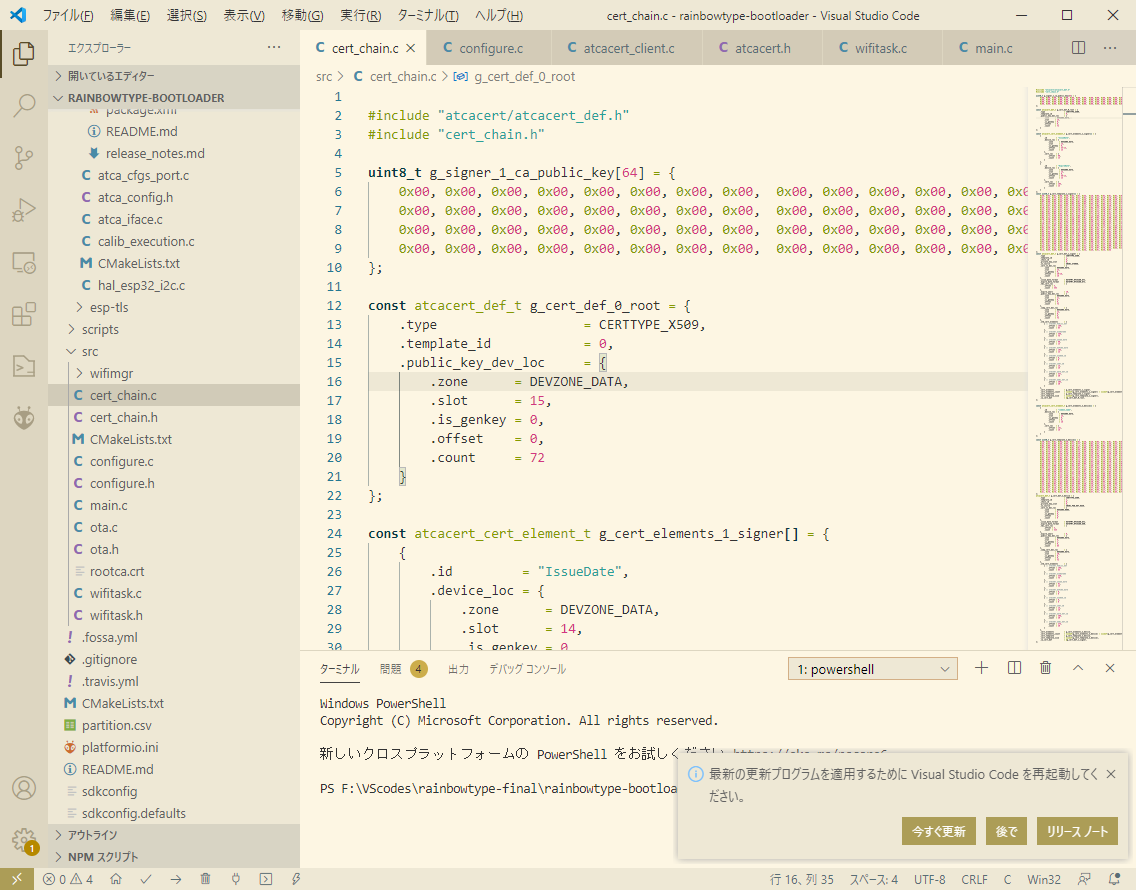 ファイル(F) 編集(E) 選択(S) 表示(V) 移動(G) 実行(R) ターミナル(T) ヘルプ(H) cert_chain.c - rainbowtype-bootloader - Visual Studio Code
エクスプローラー ···
開いているエディター
RAINBOWTYPE-BOOTLOADER
package.xml
README.md
release_notes.md
atca_cfgs_port.c
atca_config.h
atca_iface.c
calib_execution.c
CMakeLists.txt
hal_esp32_i2c.c
esp-tls
scripts
src
wifimgr
cert_chain.c
cert_chain.h
CMakeLists.txt
configure.c
configure.h
main.c
ota.c
ota.h
rootca.crt
wifitask.c
wifitask.h
.fossa.yml
.gitignore
.travis.yml
CMakeLists.txt
partition.csv
platformio.ini
README.md
sdkconfig
sdkconfig.defaults
アウトライン
NPM スクリプト
cert_chain.c configure.c atcacert_client.c atcacert.h wifitask.c main.c
src > cert_chain.c > g_cert_def_0_root
1
2 #include "atcacert/atcacert_def.h"
3 #include "cert_chain.h"
4
5 uint8_t g_signer_1_ca_public_key[64] = {
6 0x00, 0x00, 0x00, 0x00, 0x00, 0x00, 0x00, 0x00, 0x00, 0x00, 0x00, 0x00, 0x00, 0x0
7 0x00, 0x00, 0x00, 0x00, 0x00, 0x00, 0x00, 0x00, 0x00, 0x00, 0x00, 0x00, 0x00, 0x0
8 0x00, 0x00, 0x00, 0x00, 0x00, 0x00, 0x00, 0x00, 0x00, 0x00, 0x00, 0x00, 0x00, 0x0
9 0x00, 0x00, 0x00, 0x00, 0x00, 0x00, 0x00, 0x00, 0x00, 0x00, 0x00, 0x00, 0x00, 0x0
10 };
11
12 const atcacert_def_t g_cert_def_0_root = {
13 .type = CERTTYPE_X509,
14 .template_id = 0,
15 .public_key_dev_loc = {
16 .zone = DEVZONE_DATA,
17 .slot = 15,
18 .is_genkey = 0,
19 .offset = 0,
20 .count = 72
21 }
22 };
23
24 const atcacert_cert_element_t g_cert_elements_1_signer[] = {
25 {
26 .id = "IssueDate",
27 .device_loc = {
28 .zone = DEVZONE_DATA,
29 .slot = 14,
30 .is_genkey = 0
ターミナル 問題 4 出力 デバッグ コンソール 1: powershell
Windows PowerShell
Copyright (C) Microsoft Corporation. All rights reserved.
新しいクロスプラットフォームの PowerShell をお試しください https://aka.ms/pscore6
PS F:\VScodes\rainbowtype-final\rainbowtype-bootloa
最新の更新プログラムを適用するために Visual Studio Code を再起動してく
ださい。
今すぐ更新 後で リリース ノート
1
0 4 行 16、列 35 スペース: 4 UTF-8 CRLF C Win32